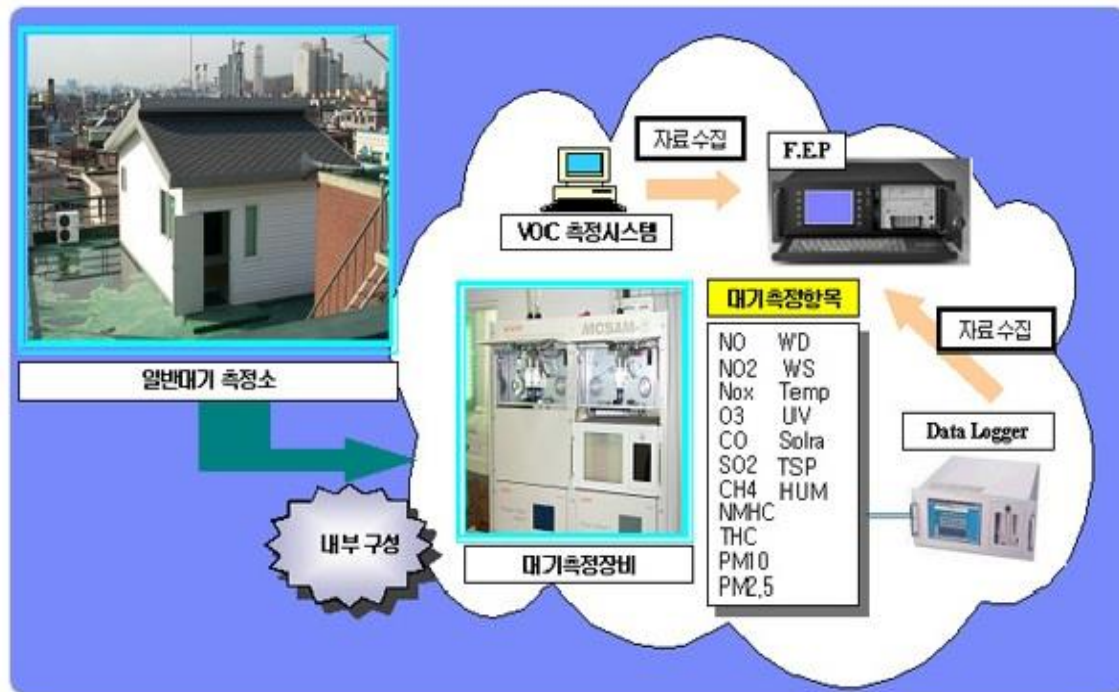 일반대기 측정소
내부 구성
자료 수집
F.E.P
VOC 측정시스템
MOSAM-
대기측정장비
대기측정항목
NO WD
NO2 WS
Nox Temp
O3 UV
CO Solra
SO2 TSP
CH4 HUM
NMHC
THC
PM10
PM2,5
자료 수집
Data Logger